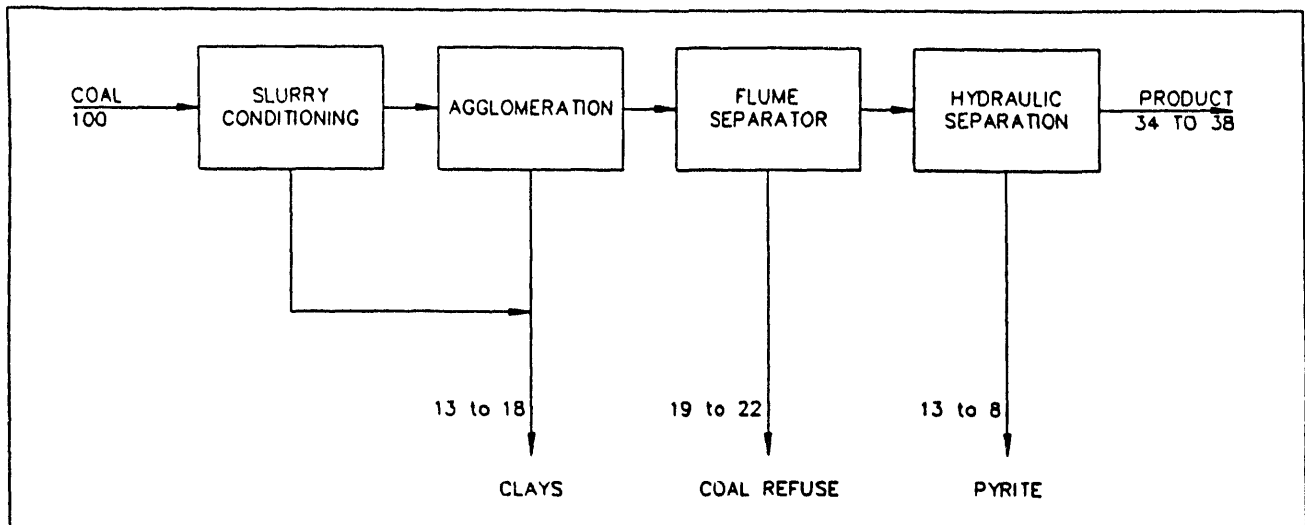 COAL
100
SLURRY
CONDITIONING
AGGLOMERATION
FLUME
SEPARATOR
HYDRAULIC
SEPARATION
PRODUCT
34 TO 38
13 to 18
19 to 22
13 to 8
CLAYS
COAL REFUSE
PYRITE